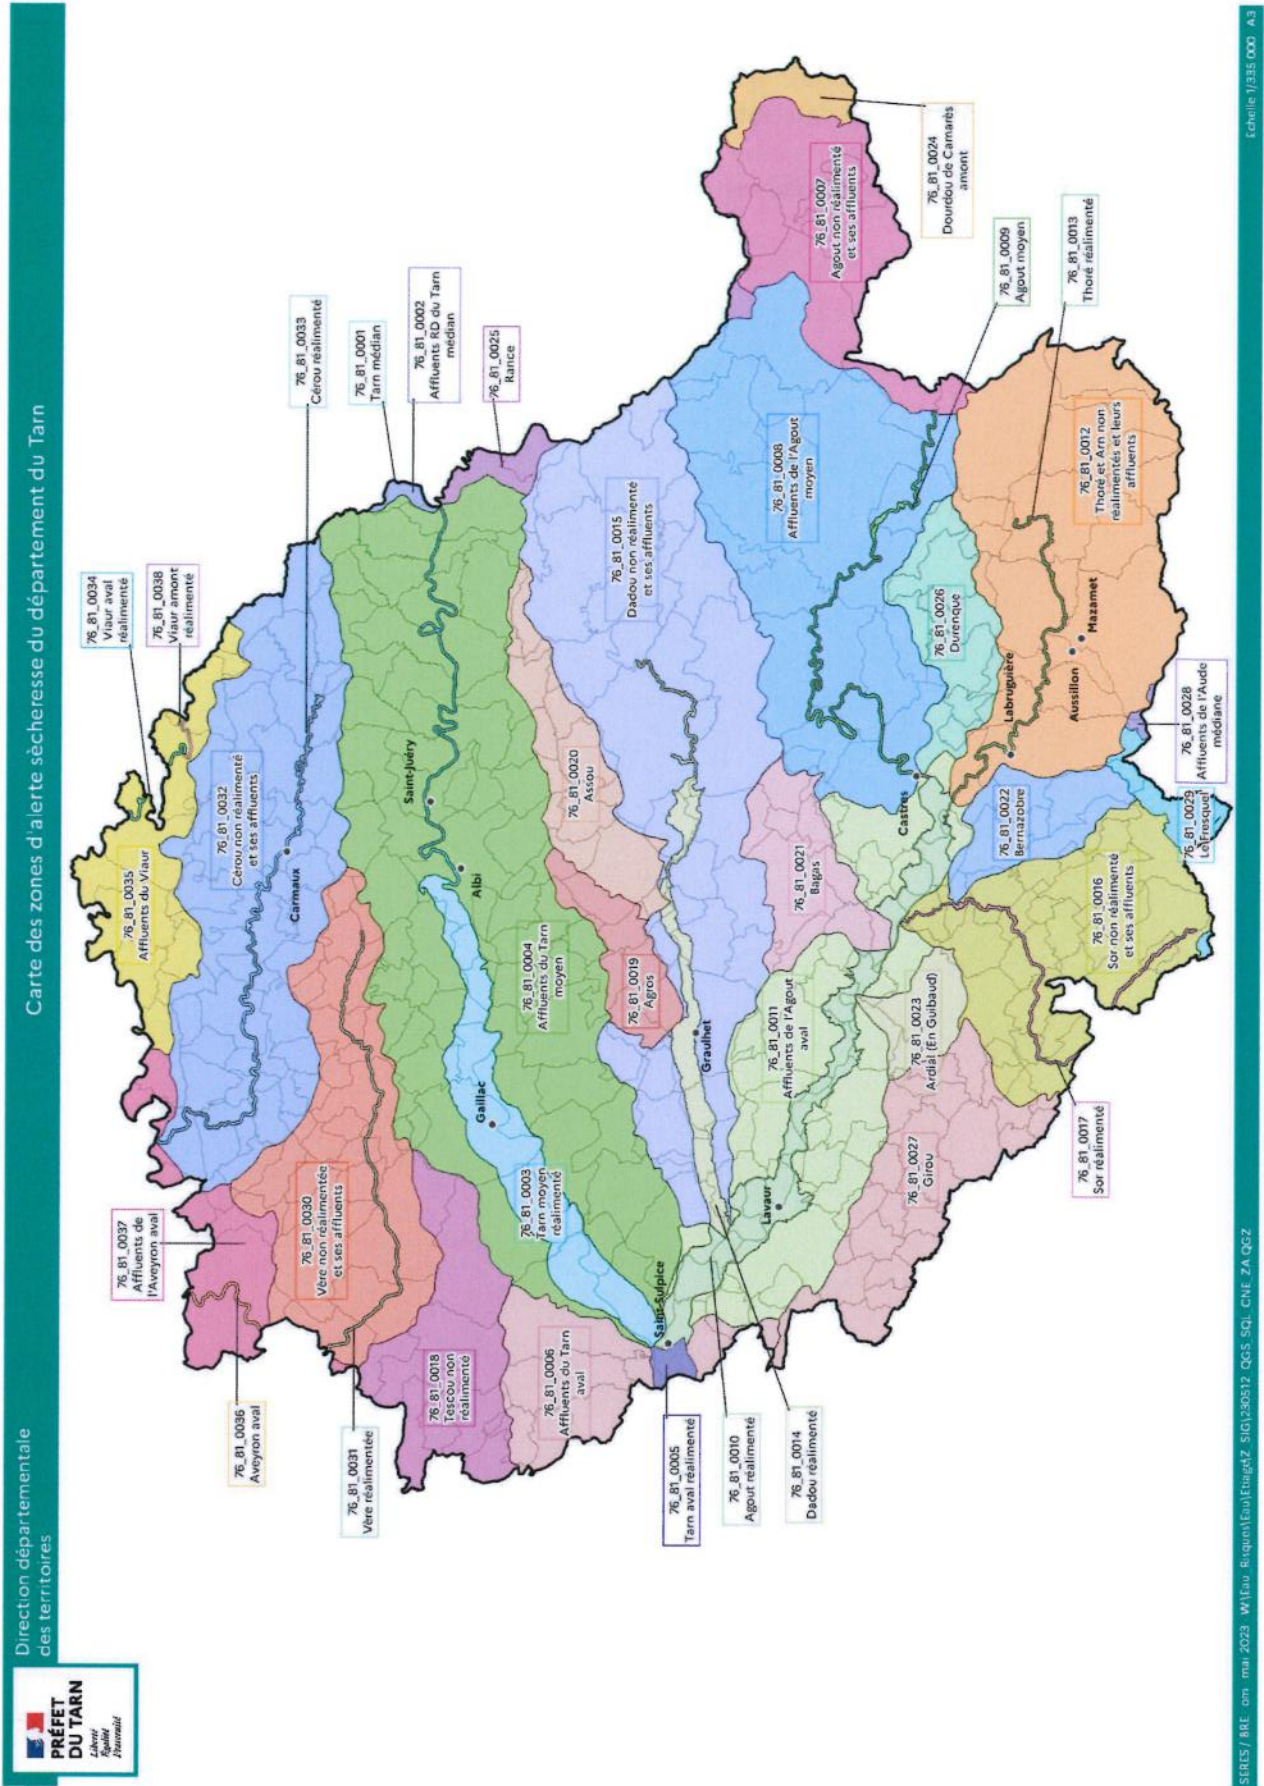 PRÉFET
DU TARN
Liberté
Égalité
Fraternité
Direction départementale
des territoires
Carte des zones d'alerte sècheresse du département du Tarn
76_81_0034
Viaur aval
réalimenté
76_81_0038
Viaur amont
réalimenté
76_81_0033
Cérou réalimenté
76_81_0001
Tarn médian
76_81_0002
Affluents RD du Tarn
médian
76_81_0025
Rance
76_81_0037
Affluents de
l'Aveyron aval
76_81_0036
Aveyron aval
76_81_0031
Vère réalimentée
76_81_0035
Affluents du Viaur
76_81_0032
Cérou non réalimenté
et ses affluents
Carmaux
76_81_0030
Vère non réalimentée
et ses affluents
76_81_0018
Tescou non
réalimenté
76_81_0006
Affluents du Tarn
aval
76_81_0003
Tarn moyen
réalimenté
Gaillac
76_81_0004
Affluents du Tarn
moyen
Albi
Saint-Juéry
76_81_0020
Assou
76_81_0019
Agros
76_81_0015
Dadou non réalimenté
et ses affluents
Graulhet
Saint-Sulpice
76_81_0005
Tarn aval réalimenté
76_81_0010
Agout réalimenté
76_81_0014
Dadou réalimenté
Lavaur
76_81_0011
Affluents de l'Agout
aval
76_81_0021
Bagas
76_81_0008
Affluents de l'Agout
moyen
76_81_0007
Agout non réalimenté
et ses affluents
76_81_0024
Dourdou de Camarès
amont
76_81_0009
Agout moyen
76_81_0013
Thoré réalimenté
76_81_0026
Durenque
Castres
76_81_0023
Ardial (En Guibaud)
76_81_0027
Girou
76_81_0017
Sor réalimenté
76_81_0016
Sor non réalimenté
et ses affluents
76_81_0022
Bernazobre
Labruguière
Aussillon
Mazamet
76_81_0012
Thoré et Arn non
réalimentés et leurs
affluents
76_81_0028
Affluents de l'Aude
médiane
76_81_0029
Le Fresquel
Echelle 1/335 000 A3